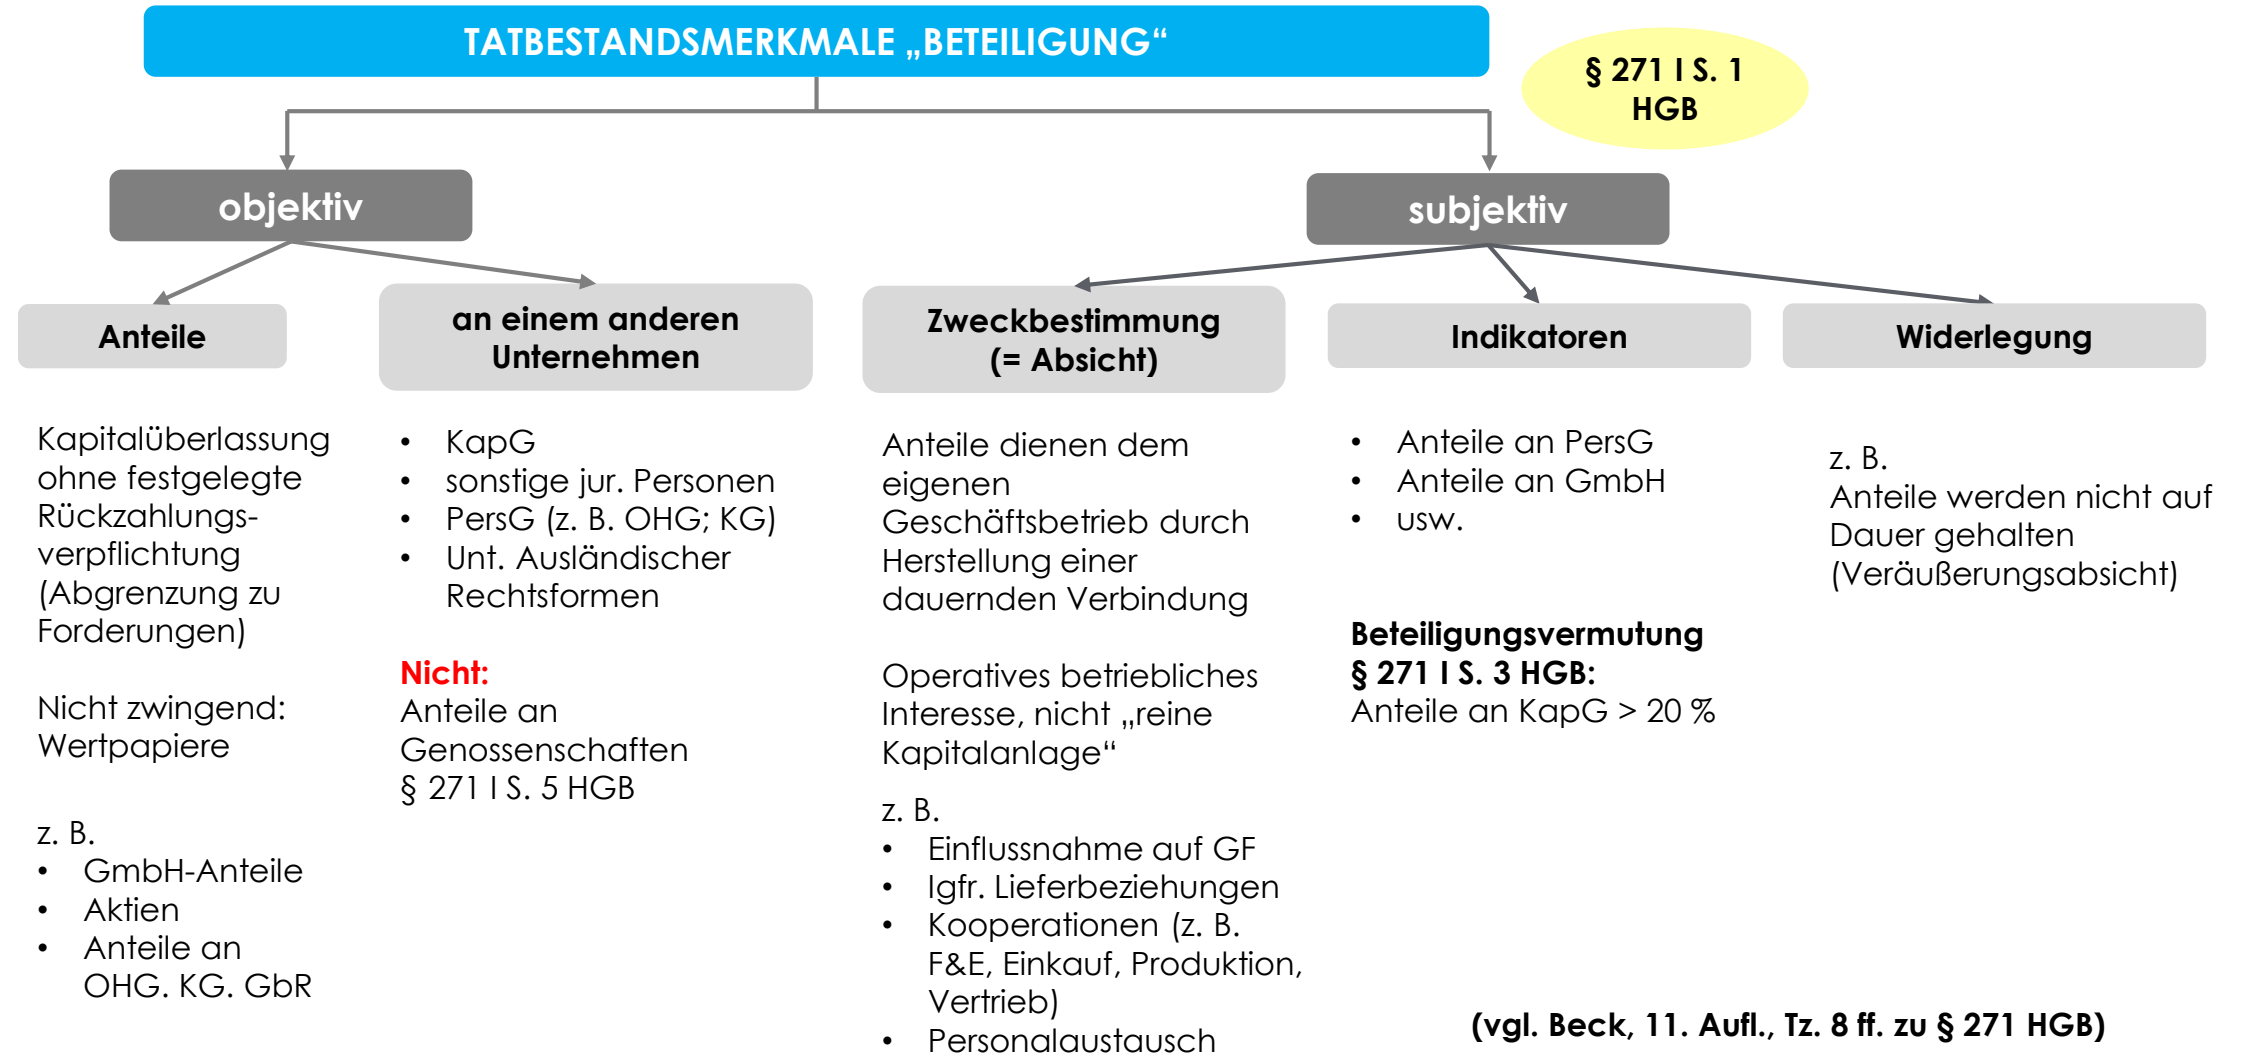 TATBESTANDSMERKMALE „BETEILIGUNG“
§ 271 I S. 1
HGB
objektiv
subjektiv
Anteile
an einem anderen
Unternehmen
Zweckbestimmung
(= Absicht)
Indikatoren
Widerlegung
Kapitalüberlassung
ohne festgelegte
Rückzahlungs-
verpflichtung
(Abgrenzung zu
Forderungen)
Nicht zwingend:
Wertpapiere
z. B.
• GmbH-Anteile
• Aktien
• Anteile an
OHG. KG. GbR
• KapG
• sonstige jur. Personen
• PersG (z. B. OHG; KG)
• Unt. Ausländischer
Rechtsformen
Nicht:
Anteile an
Genossenschaften
§ 271 I S. 5 HGB
Anteile dienen dem
eigenen
Geschäftsbetrieb durch
Herstellung einer
dauernden Verbindung
Operatives betriebliches
Interesse, nicht „reine
Kapitalanlage“
z. B.
• Einflussnahme auf GF
• lgfr. Lieferbeziehungen
• Kooperationen (z. B.
F&E, Einkauf, Produktion,
Vertrieb)
• Personalaustausch
• Anteile an PersG
• Anteile an GmbH
• usw.
Beteiligungsvermutung
§ 271 I S. 3 HGB:
Anteile an KapG > 20 %
z. B.
Anteile werden nicht auf
Dauer gehalten
(Veräußerungsabsicht)
(vgl. Beck, 11. Aufl., Tz. 8 ff. zu § 271 HGB)